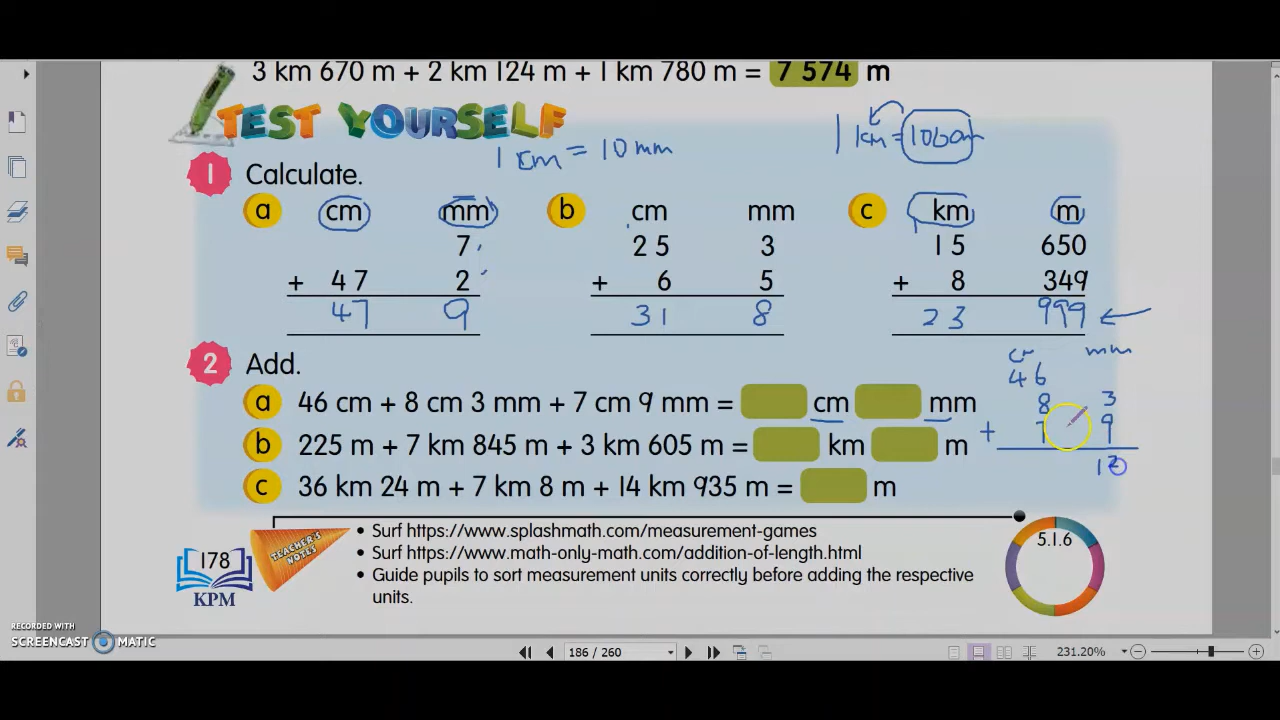 3 km 670 m + 2 km 124 m + 1 km 780 m = 7 574 m
TEST YOURSELF
1 km = 1000m
1 cm = 10 mm
1 Calculate.
a cm mm b cm mm c km m
7 25 3 15 650
+ 47 2 + 6 5 + 8 349
47 9 31 8 23 999
2 Add.
cm mm
46
a 46 cm + 8 cm 3 mm + 7 cm 9 mm = cm mm
8 3
+ 7 9
12
b 225 m + 7 km 845 m + 3 km 605 m = km m
c 36 km 24 m + 7 km 8 m + 14 km 935 m = m
TEACHER'S NOTES
• Surf https://www.splashmath.com/measurement-games
• Surf https://www.math-only-math.com/addition-of-length.html
• Guide pupils to sort measurement units correctly before adding the respective
units.
5.1.6
178
KPM
RECORDED WITH
SCREENCAST MATIC
186 / 260
231.20%